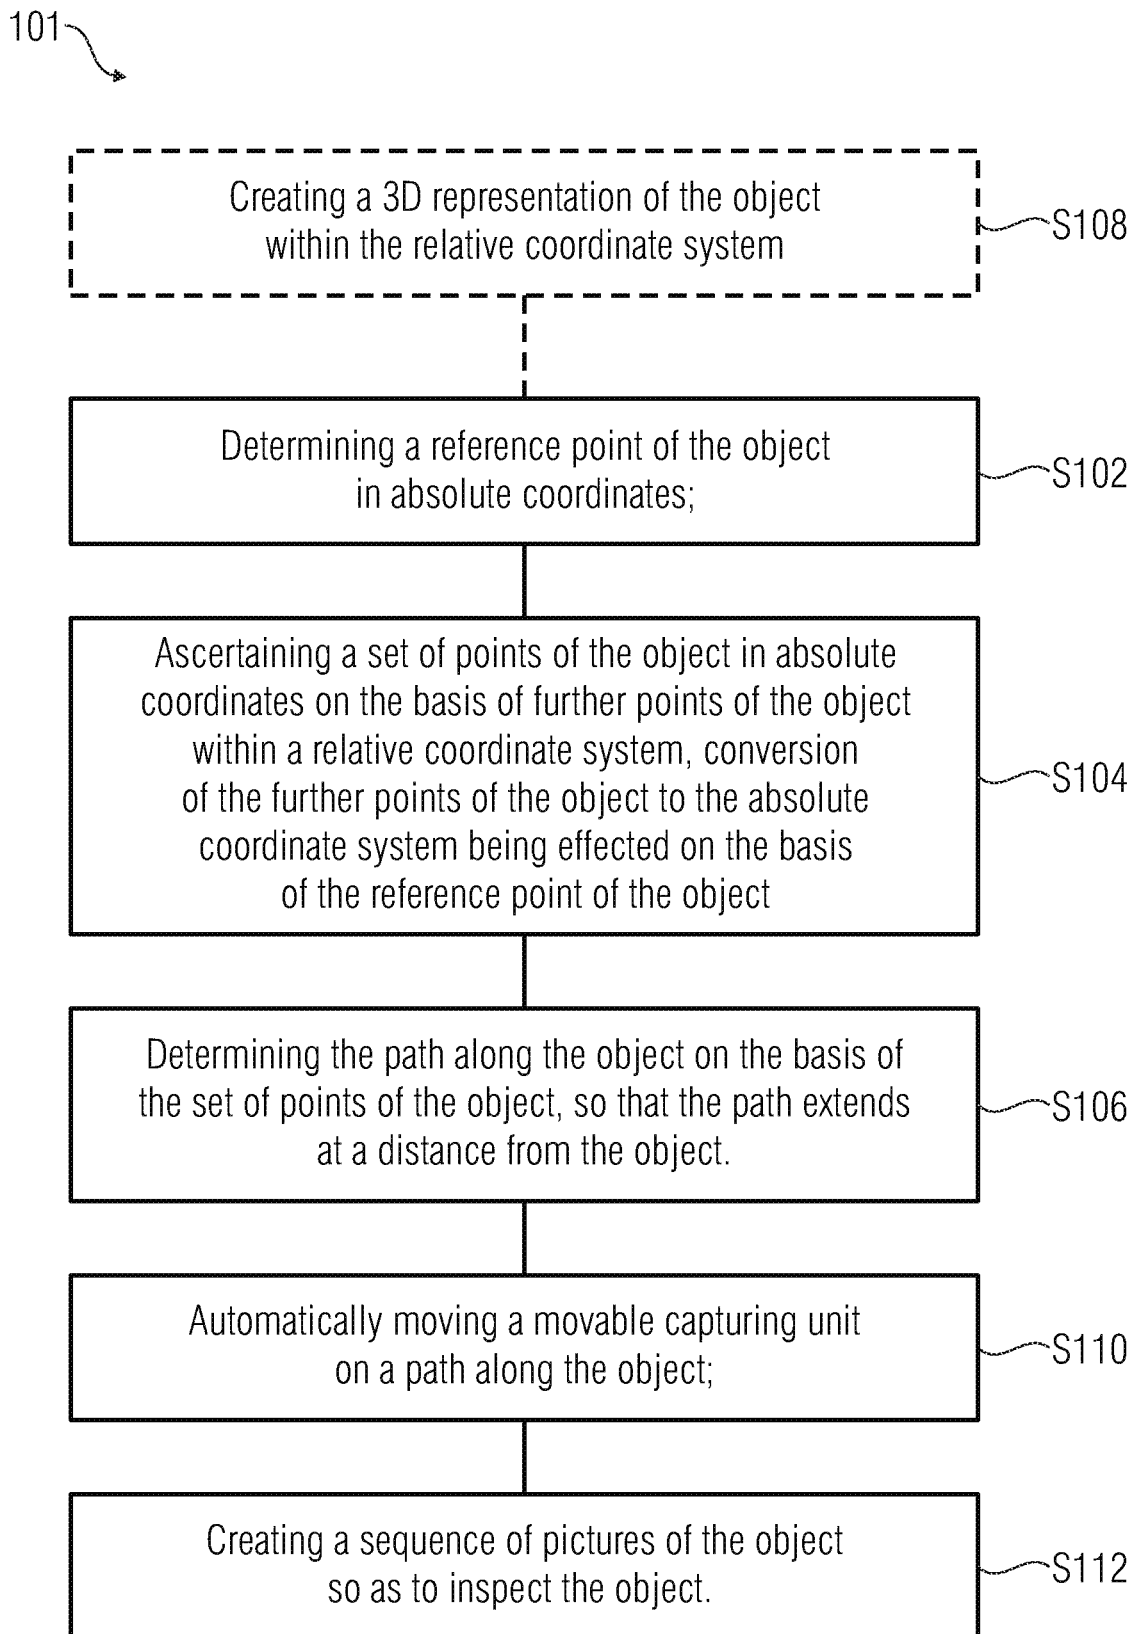 101
Creating a 3D representation of the object
within the relative coordinate system
S108
Determining a reference point of the object
in absolute coordinates;
S102
Ascertaining a set of points of the object in absolute
coordinates on the basis of further points of the object
within a relative coordinate system, conversion
of the further points of the object to the absolute
coordinate system being effected on the basis
of the reference point of the object
S104
Determining the path along the object on the basis of
the set of points of the object, so that the path extends
at a distance from the object.
S106
Automatically moving a movable capturing unit
on a path along the object;
S110
Creating a sequence of pictures of the object
so as to inspect the object.
S112